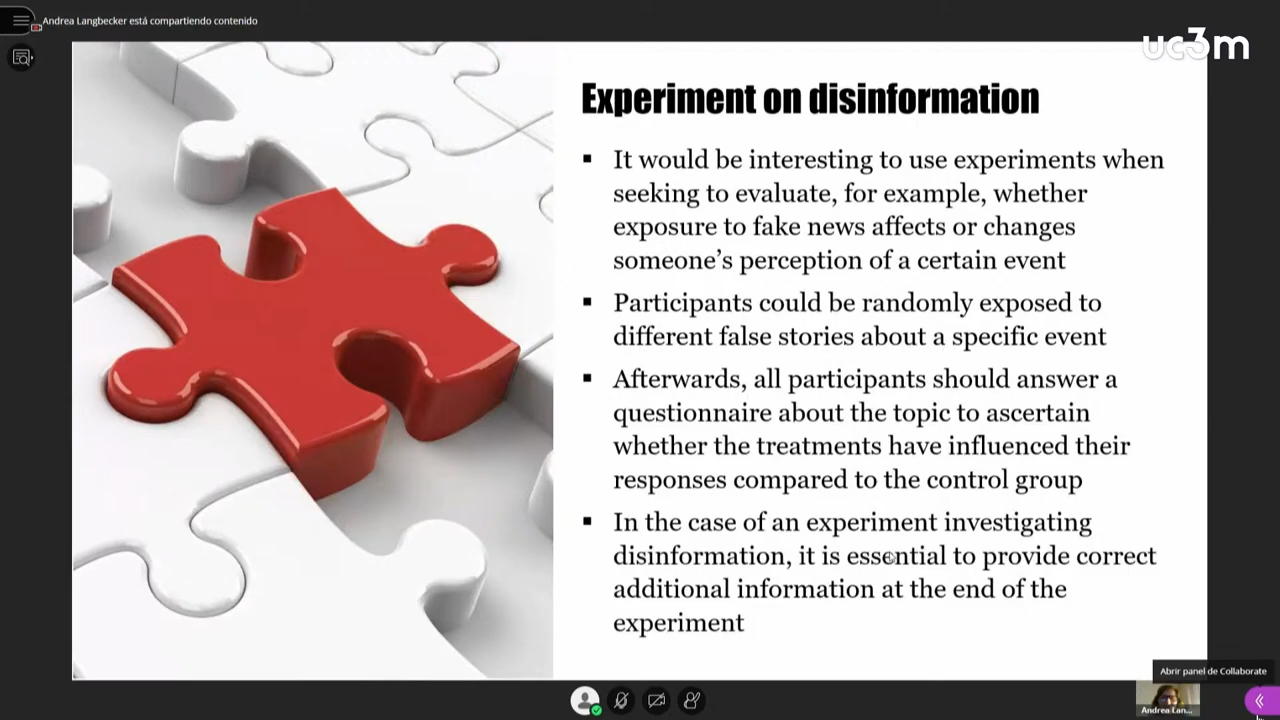 Andrea Langbecker está compartiendo contenido
uc3m
Experiment on disinformation
▪ It would be interesting to use experiments when
seeking to evaluate, for example, whether
exposure to fake news affects or changes
someone’s perception of a certain event
▪ Participants could be randomly exposed to
different false stories about a specific event
▪ Afterwards, all participants should answer a
questionnaire about the topic to ascertain
whether the treatments have influenced their
responses compared to the control group
▪ In the case of an experiment investigating
disinformation, it is essential to provide correct
additional information at the end of the
experiment
Abrir panel de Collaborate
Andrea Lan...